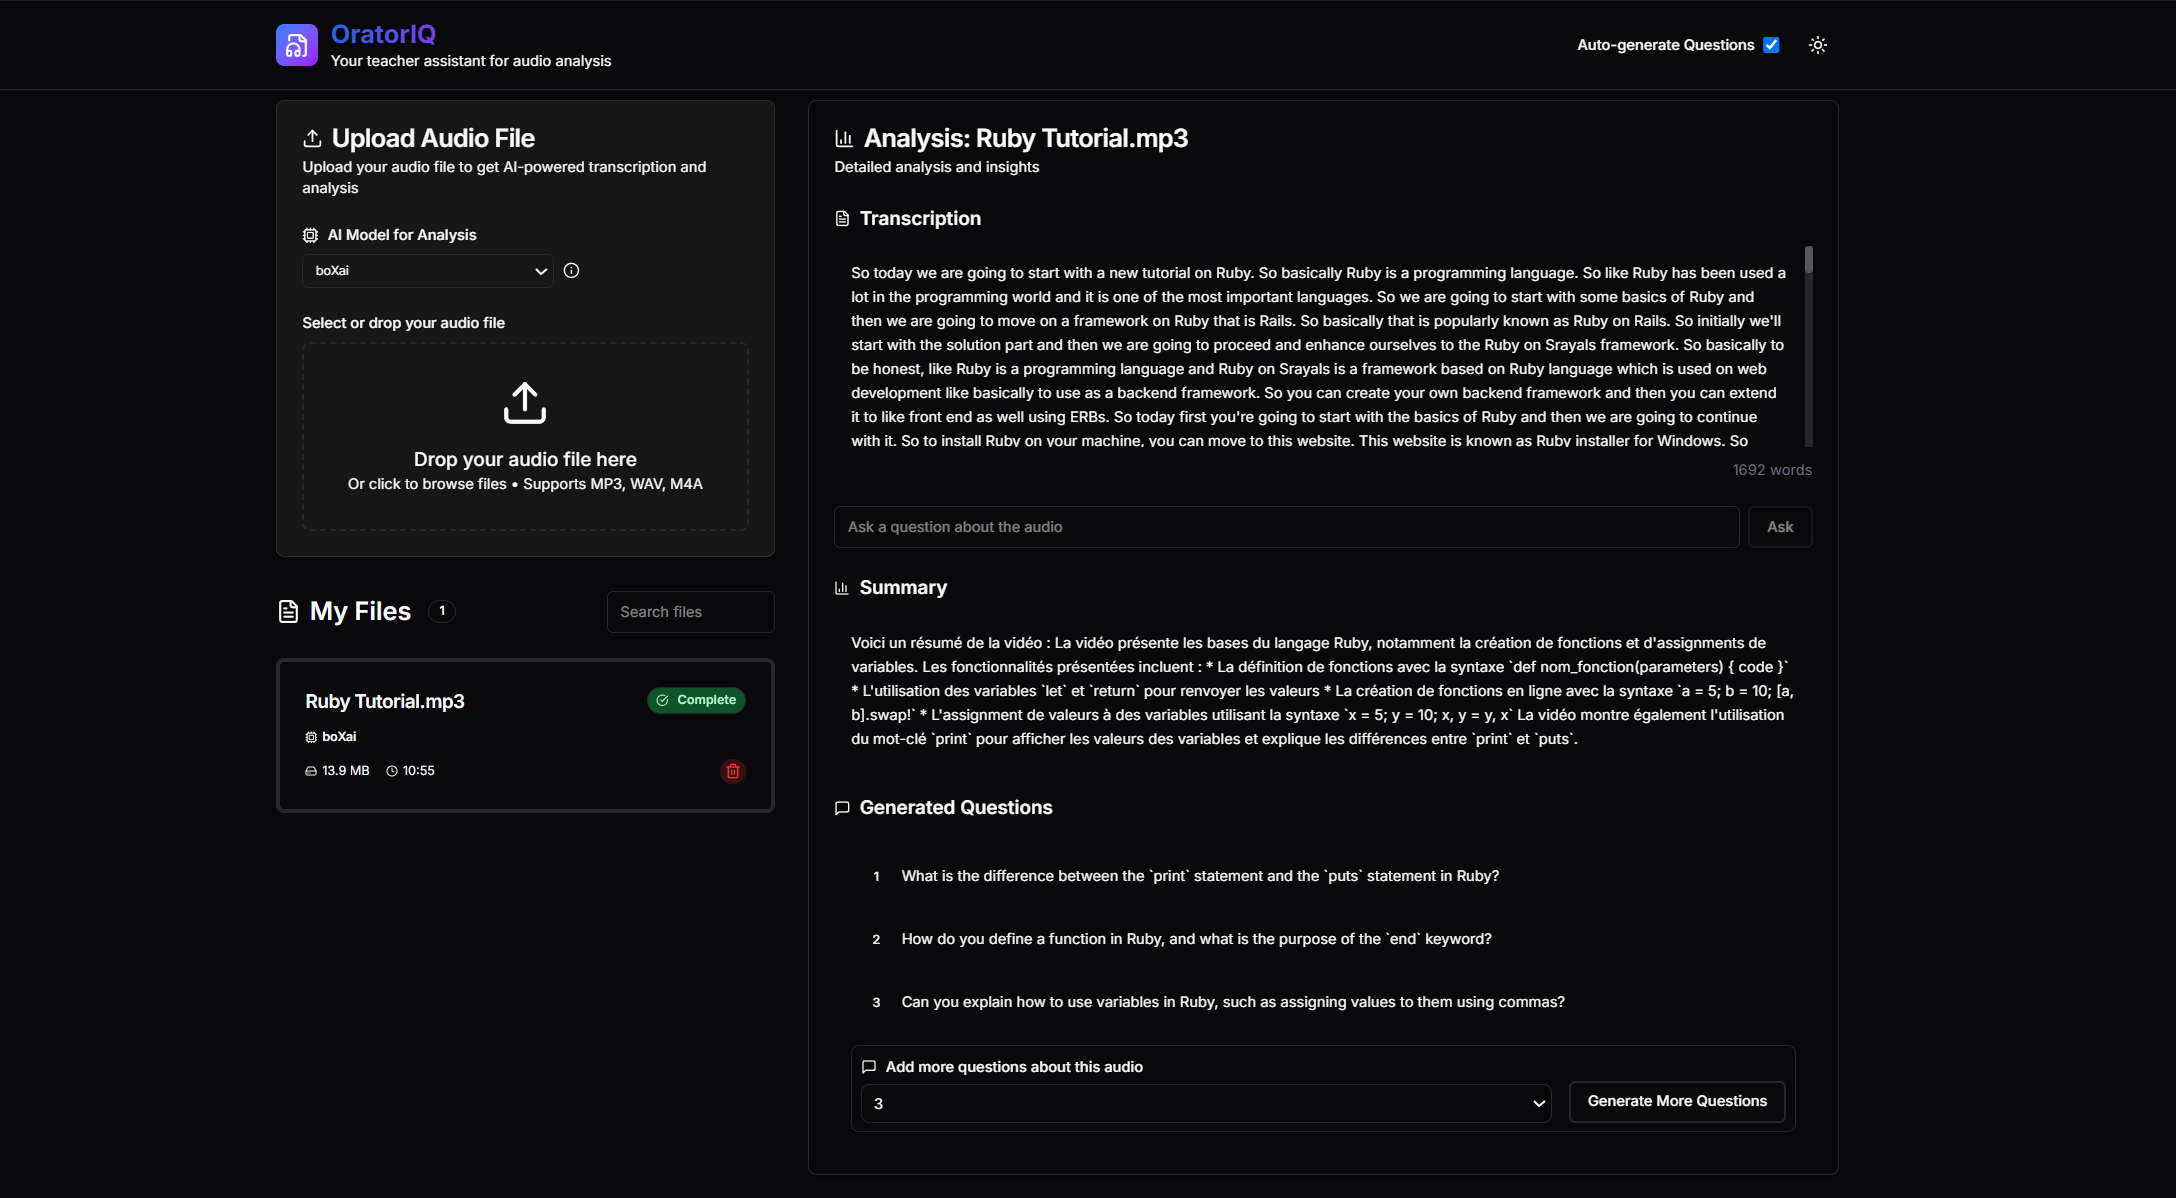 OratorIQ
Your teacher assistant for audio analysis
Auto-generate Questions
Upload Audio File
Upload your audio file to get AI-powered transcription and
analysis
AI Model for Analysis
boXai
Select or drop your audio file
Drop your audio file here
Or click to browse files • Supports MP3, WAV, M4A
My Files
1
Search files
Ruby Tutorial.mp3
Complete
boXai
13.9 MB
10:55
Analysis: Ruby Tutorial.mp3
Detailed analysis and insights
Transcription
So today we are going to start with a new tutorial on Ruby. So basically Ruby is a programming language. So like Ruby has been used a
lot in the programming world and it is one of the most important languages. So we are going to start with some basics of Ruby and
then we are going to move on a framework on Ruby that is Rails. So basically that is popularly known as Ruby on Rails. So initially we'll
start with the solution part and then we are going to proceed and enhance ourselves to the Ruby on Srayals framework. So basically to
be honest, like Ruby is a programming language and Ruby on Srayals is a framework based on Ruby language which is used on web
development like basically to use as a backend framework. So you can create your own backend framework and then you can extend
it to like front end as well using ERBs. So today first you're going to start with the basics of Ruby and then we are going to continue
with it. So to install Ruby on your machine, you can move to this website. This website is known as Ruby installer for Windows. So
1692 words
Ask a question about the audio
Ask
Summary
Voici un résumé de la vidéo : La vidéo présente les bases du langage Ruby, notamment la création de fonctions et d'assignments de
variables. Les fonctionnalités présentées incluent : * La définition de fonctions avec la syntaxe `def nom_fonction(parameters) { code }`
* L'utilisation des variables `let` et `return` pour renvoyer les valeurs * La création de fonctions en ligne avec la syntaxe `a = 5; b = 10; [a,
b].swap!` * L'assignment de valeurs à des variables utilisant la syntaxe `x = 5; y = 10; x, y = y, x` La vidéo montre également l'utilisation
du mot-clé `print` pour afficher les valeurs des variables et explique les différences entre `print` et `puts`.
Generated Questions
1 What is the difference between the `print` statement and the `puts` statement in Ruby?
2 How do you define a function in Ruby, and what is the purpose of the `end` keyword?
3 Can you explain how to use variables in Ruby, such as assigning values to them using commas?
Add more questions about this audio
3
Generate More Questions